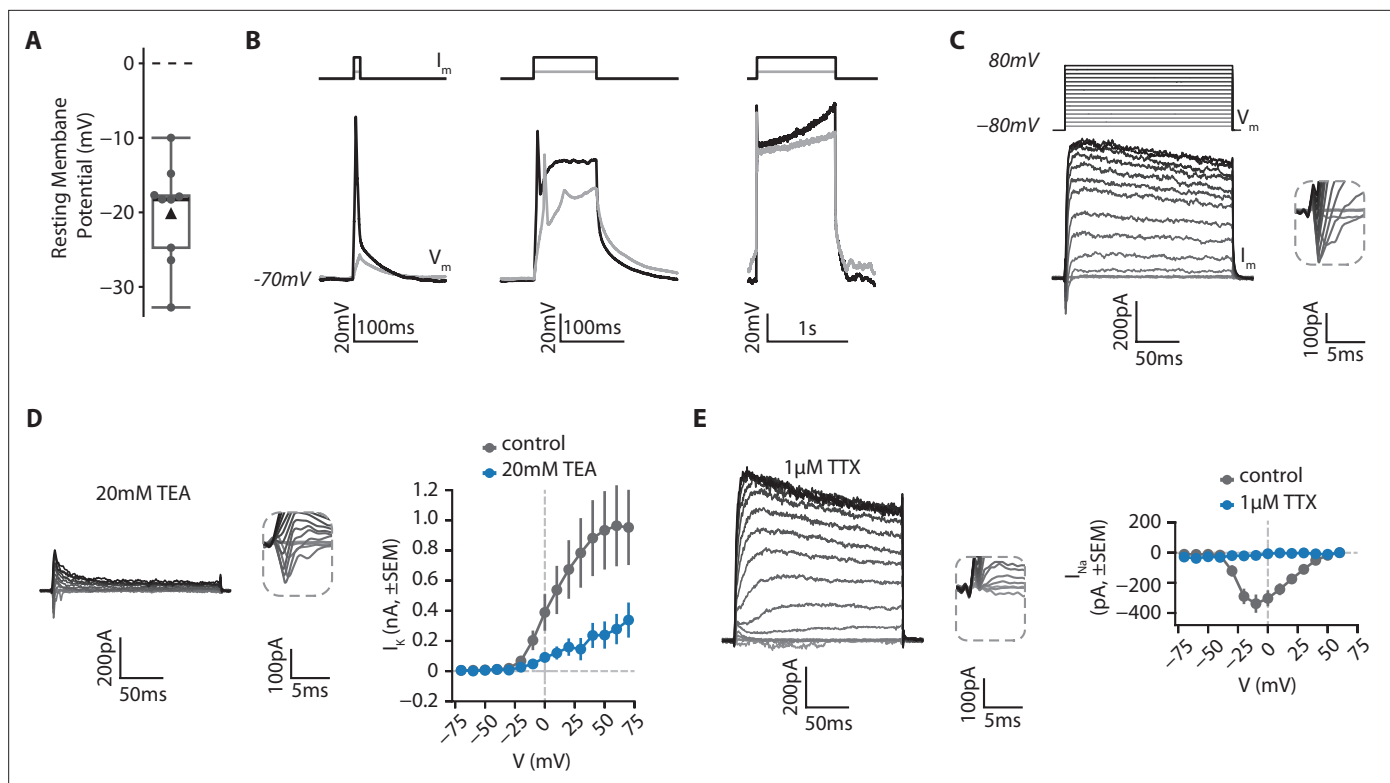 A
0
−10
−20
−30
Resting Membane
Potential (mV)
B
I_m
V_m
-70mV
20mV
100ms
20mV
100ms
20mV
1s
C
80mV
−80mV
V_m
I_m
200pA
50ms
100pA
5ms
D
20mM TEA
200pA
50ms
100pA
5ms
control
20mM TEA
1.2
1.0
0.8
0.6
0.4
0.2
0
−0.2
I_K (nA, ±SEM)
−75
−50
−25
0
25
50
75
V (mV)
E
1µM TTX
200pA
50ms
100pA
5ms
control
1µM TTX
200
0
−200
−400
I_Na
(pA, ±SEM)
−75
−50
−25
0
25
50
75
V (mV)